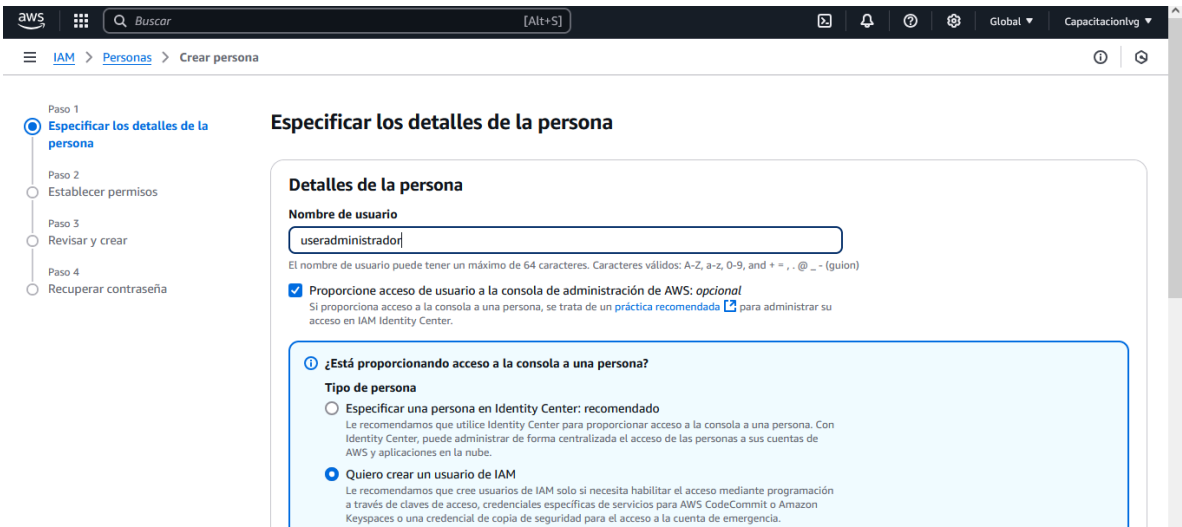 aws
Buscar
[Alt+S]
Global
Capacitacionlvg
IAM > Personas > Crear persona
Paso 1
Especificar los detalles de la
persona
Paso 2
Establecer permisos
Paso 3
Revisar y crear
Paso 4
Recuperar contraseña
Especificar los detalles de la persona
Detalles de la persona
Nombre de usuario
useradministrador
El nombre de usuario puede tener un máximo de 64 caracteres. Caracteres válidos: A-Z, a-z, 0-9, and + = , . @ _ - (guion)
Proporcione acceso de usuario a la consola de administración de AWS: opcional
Si proporciona acceso a la consola a una persona, se trata de un práctica recomendada para administrar su
acceso en IAM Identity Center.
¿Está proporcionando acceso a la consola a una persona?
Tipo de persona
Especificar una persona en Identity Center: recomendado
Le recomendamos que utilice Identity Center para proporcionar acceso a la consola a una persona. Con
Identity Center, puede administrar de forma centralizada el acceso de las personas a sus cuentas de
AWS y aplicaciones en la nube.
Quiero crear un usuario de IAM
Le recomendamos que cree usuarios de IAM solo si necesita habilitar el acceso mediante programación
a través de claves de acceso, credenciales específicas de servicios para AWS CodeCommit o Amazon
Keyspaces o una credencial de copia de seguridad para el acceso a la cuenta de emergencia.